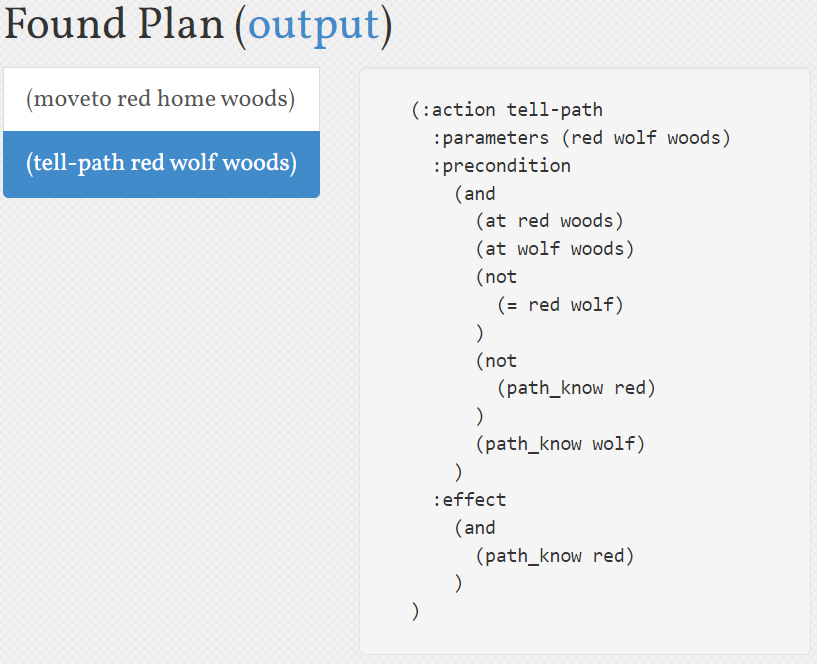 Found Plan (output)
(moveto red home woods)
(tell-path red wolf woods)
(:action tell-path
:parameters (red wolf woods)
:precondition
(and
(at red woods)
(at wolf woods)
(not
(= red wolf)
)
(not
(path_know red)
)
(path_know wolf)
)
:effect
(and
(path_know red)
)
)